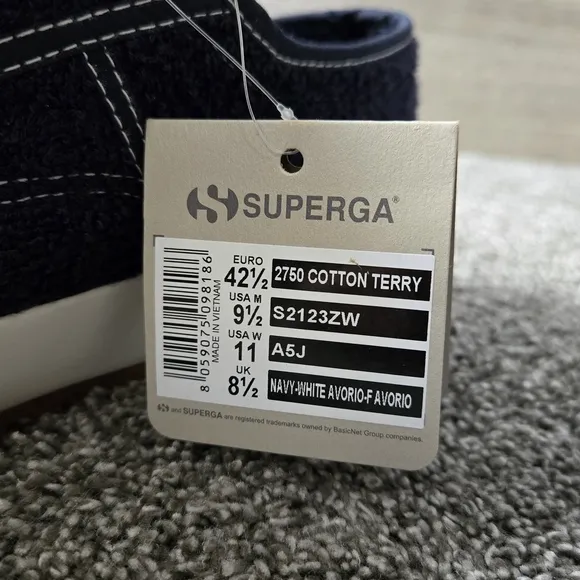 SUPERGA®
EURO
42½
USA M
9½
USA W
11
UK
8½
2750 COTTON TERRY
S2123ZW
A5J
NAVY-WHITE AVORIO-F AVORIO
8 059075 098186
MADE IN VIETNAM
and SUPERGA are registered trademarks owned by BasicNet Group companies.